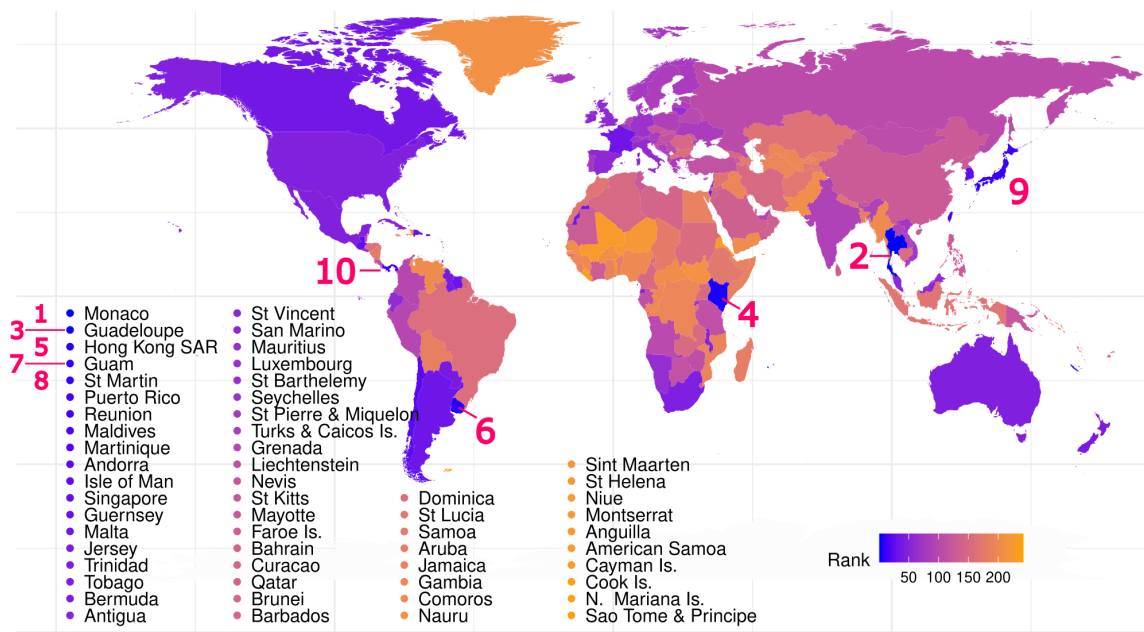 9
2
10
4
6
1
3
5
7
8
Monaco
Guadeloupe
Hong Kong SAR
Guam
St Martin
Puerto Rico
Reunion
Maldives
Martinique
Andorra
Isle of Man
Singapore
Guernsey
Malta
Jersey
Trinidad
Tobago
Bermuda
Antigua
St Vincent
San Marino
Mauritius
Luxembourg
St Barthelemy
Seychelles
St Pierre & Miquelon
Turks & Caicos Is.
Grenada
Liechtenstein
Nevis
St Kitts
Mayotte
Faroe Is.
Bahrain
Curacao
Qatar
Brunei
Barbados
Dominica
St Lucia
Samoa
Aruba
Jamaica
Gambia
Comoros
Nauru
Sint Maarten
St Helena
Niue
Montserrat
Anguilla
American Samoa
Cayman Is.
Cook Is.
N. Mariana Is.
Sao Tome & Principe
Rank
50 100 150 200